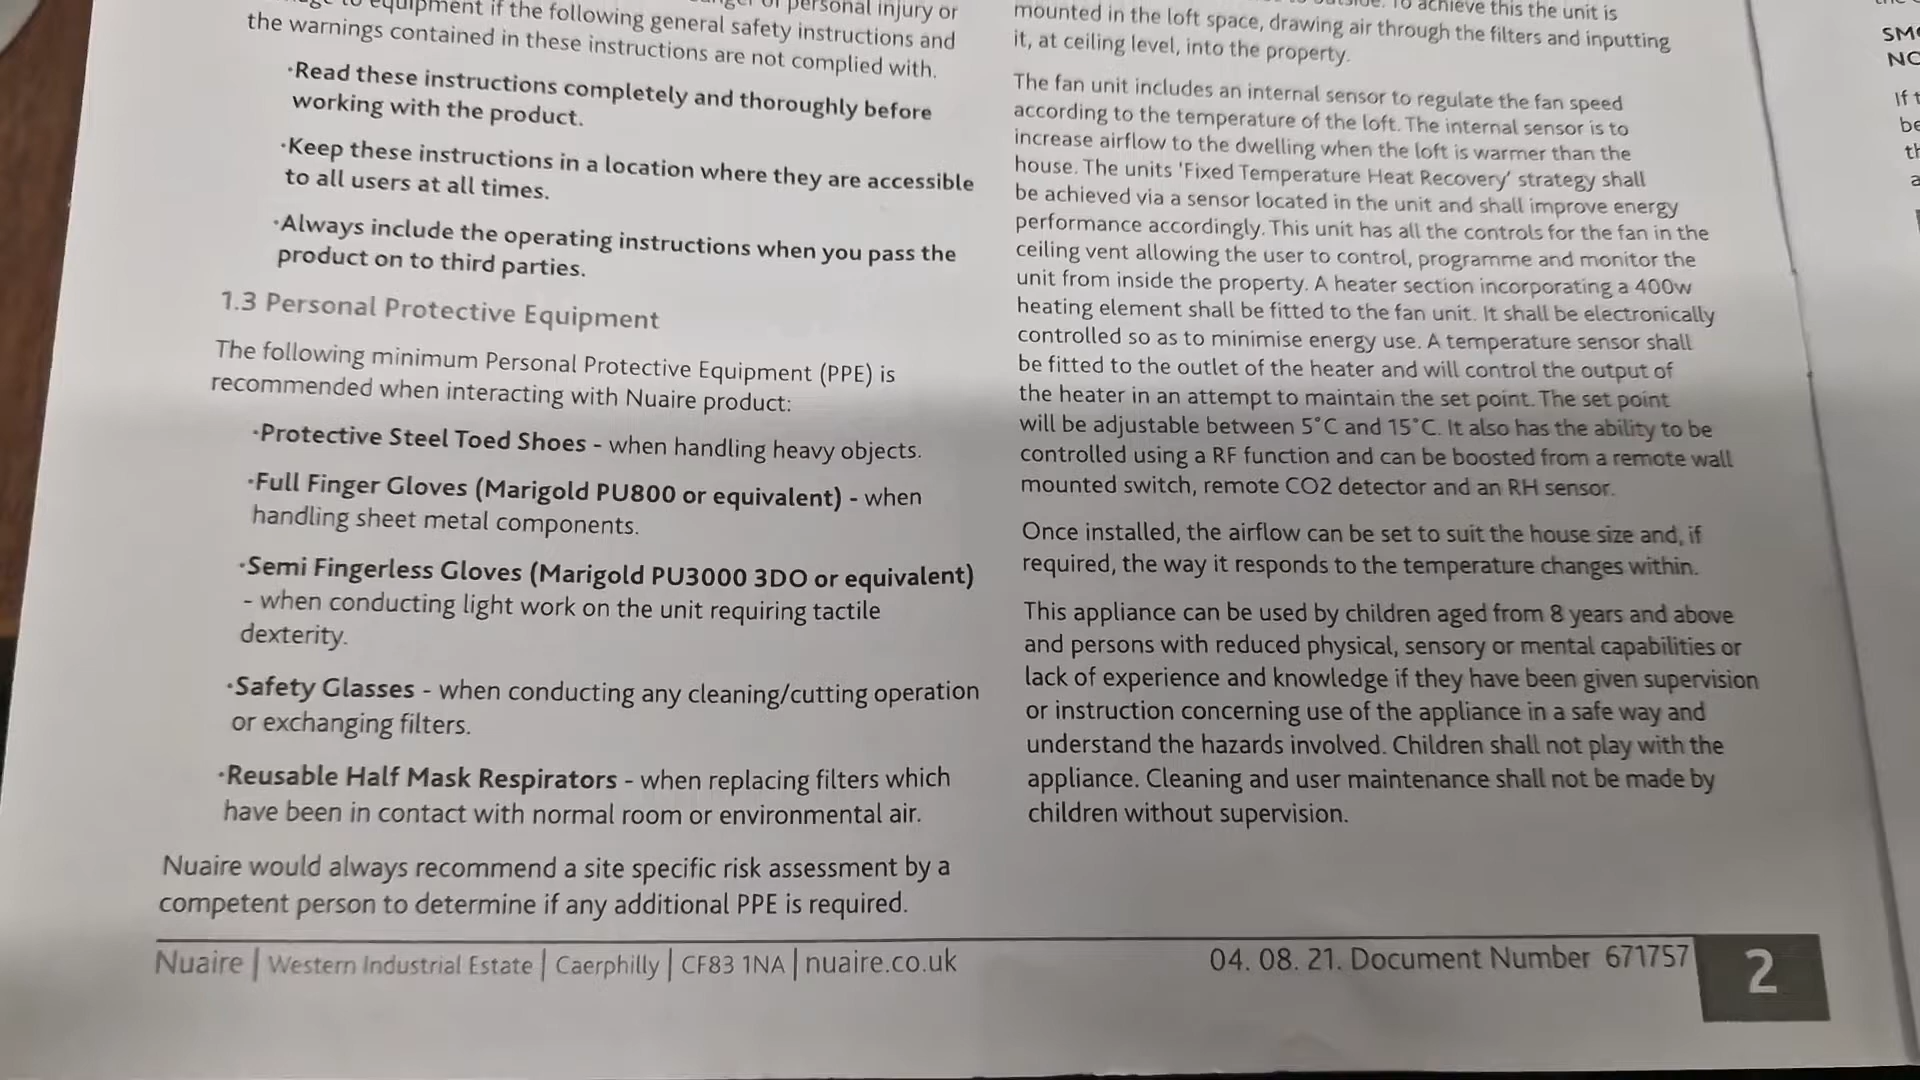 equipment if the following general safety instructions and
the warnings contained in these instructions are not complied with.
·Read these instructions completely and thoroughly before
working with the product.
·Keep these instructions in a location where they are accessible
to all users at all times.
·Always include the operating instructions when you pass the
product on to third parties.
1.3 Personal Protective Equipment
The following minimum Personal Protective Equipment (PPE) is
recommended when interacting with Nuaire product:
·Protective Steel Toed Shoes - when handling heavy objects.
·Full Finger Gloves (Marigold PU800 or equivalent) - when
handling sheet metal components.
·Semi Fingerless Gloves (Marigold PU3000 3DO or equivalent)
- when conducting light work on the unit requiring tactile
dexterity.
·Safety Glasses - when conducting any cleaning/cutting operation
or exchanging filters.
·Reusable Half Mask Respirators - when replacing filters which
have been in contact with normal room or environmental air.
Nuaire would always recommend a site specific risk assessment by a
competent person to determine if any additional PPE is required.
mounted in the loft space, drawing air through the filters and inputting
it, at ceiling level, into the property.
The fan unit includes an internal sensor to regulate the fan speed
according to the temperature of the loft. The internal sensor is to
increase airflow to the dwelling when the loft is warmer than the
house. The units 'Fixed Temperature Heat Recovery' strategy shall
be achieved via a sensor located in the unit and shall improve energy
performance accordingly. This unit has all the controls for the fan in the
ceiling vent allowing the user to control, programme and monitor the
unit from inside the property. A heater section incorporating a 400w
heating element shall be fitted to the fan unit. It shall be electronically
controlled so as to minimise energy use. A temperature sensor shall
be fitted to the outlet of the heater and will control the output of
the heater in an attempt to maintain the set point. The set point
will be adjustable between 5°C and 15°C. It also has the ability to be
controlled using a RF function and can be boosted from a remote wall
mounted switch, remote CO2 detector and an RH sensor.
Once installed, the airflow can be set to suit the house size and, if
required, the way it responds to the temperature changes within.
This appliance can be used by children aged from 8 years and above
and persons with reduced physical, sensory or mental capabilities or
lack of experience and knowledge if they have been given supervision
or instruction concerning use of the appliance in a safe way and
understand the hazards involved. Children shall not play with the
appliance. Cleaning and user maintenance shall not be made by
children without supervision.
Nuaire | Western Industrial Estate | Caerphilly | CF83 1NA | nuaire.co.uk
04. 08. 21. Document Number 671757
2